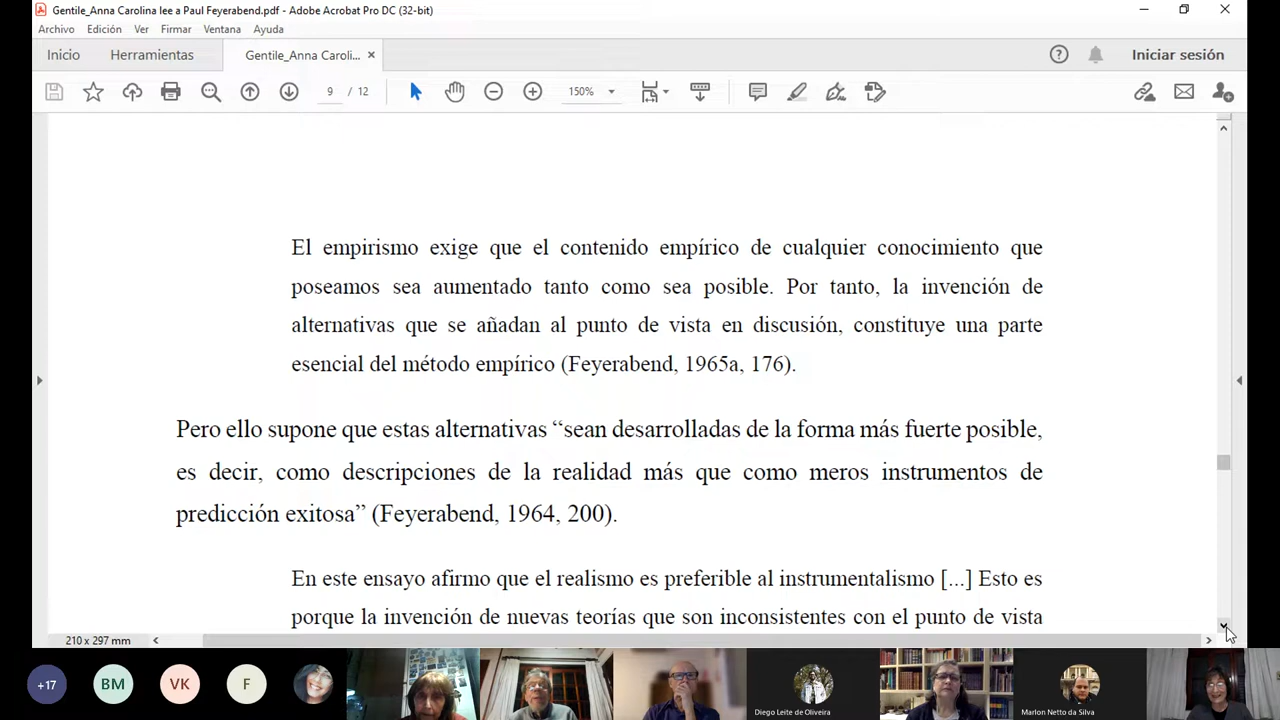 Gentile_Anna Carolina lee a Paul Feyerabend.pdf - Adobe Acrobat Pro DC (32-bit)
Archivo Edición Ver Firmar Ventana Ayuda
Inicio Herramientas Gentile_Anna Caroli... × Iniciar sesión
9 / 12 150%
El empirismo exige que el contenido empírico de cualquier conocimiento que
poseamos sea aumentado tanto como sea posible. Por tanto, la invención de
alternativas que se añadan al punto de vista en discusión, constituye una parte
esencial del método empírico (Feyerabend, 1965a, 176).
Pero ello supone que estas alternativas “sean desarrolladas de la forma más fuerte posible,
es decir, como descripciones de la realidad más que como meros instrumentos de
predicción exitosa” (Feyerabend, 1964, 200).
En este ensayo afirmo que el realismo es preferible al instrumentalismo [...] Esto es
porque la invención de nuevas teorías que son inconsistentes con el punto de vista
210 x 297 mm
+17 BM VK F Diego Leite de Oliveira Marlon Netto da Silva